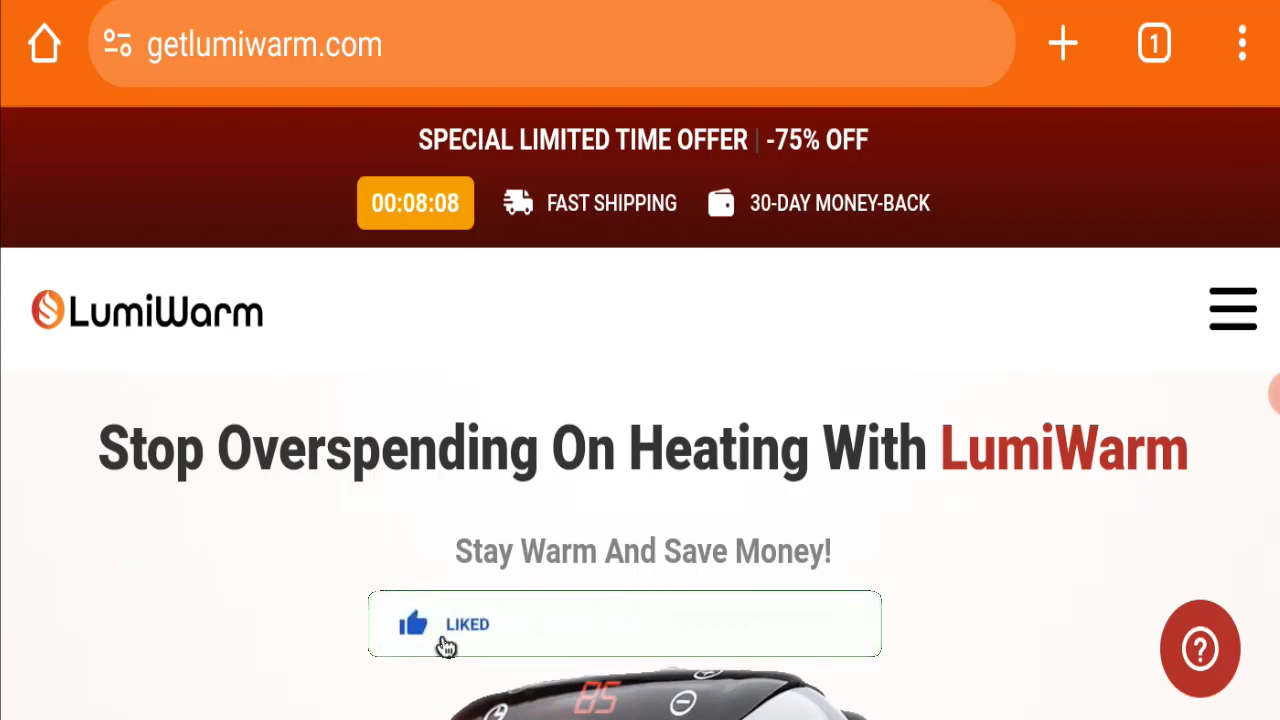 getlumiwarm.com
1
SPECIAL LIMITED TIME OFFER | -75% OFF
00:08:08 FAST SHIPPING 30-DAY MONEY-BACK
LumiWarm
Stop Overspending On Heating With LumiWarm
Stay Warm And Save Money!
LIKED
85
?